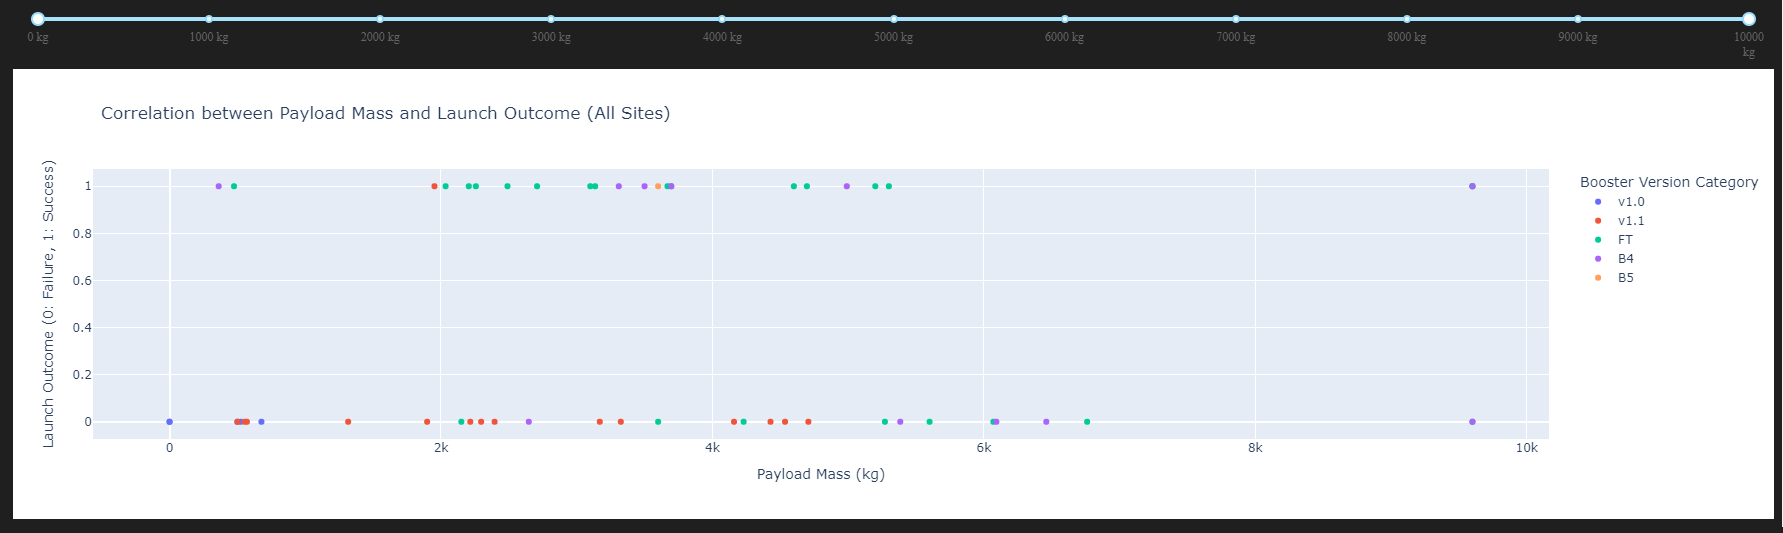 0 kg 1000 kg 2000 kg 3000 kg 4000 kg 5000 kg 6000 kg 7000 kg 8000 kg 9000 kg 10000
kg
Correlation between Payload Mass and Launch Outcome (All Sites)
Launch Outcome (0: Failure, 1: Success)
1
0.8
0.6
0.4
0.2
0
0 2k 4k 6k 8k 10k
Payload Mass (kg)
Booster Version Category
v1.0
v1.1
FT
B4
B5